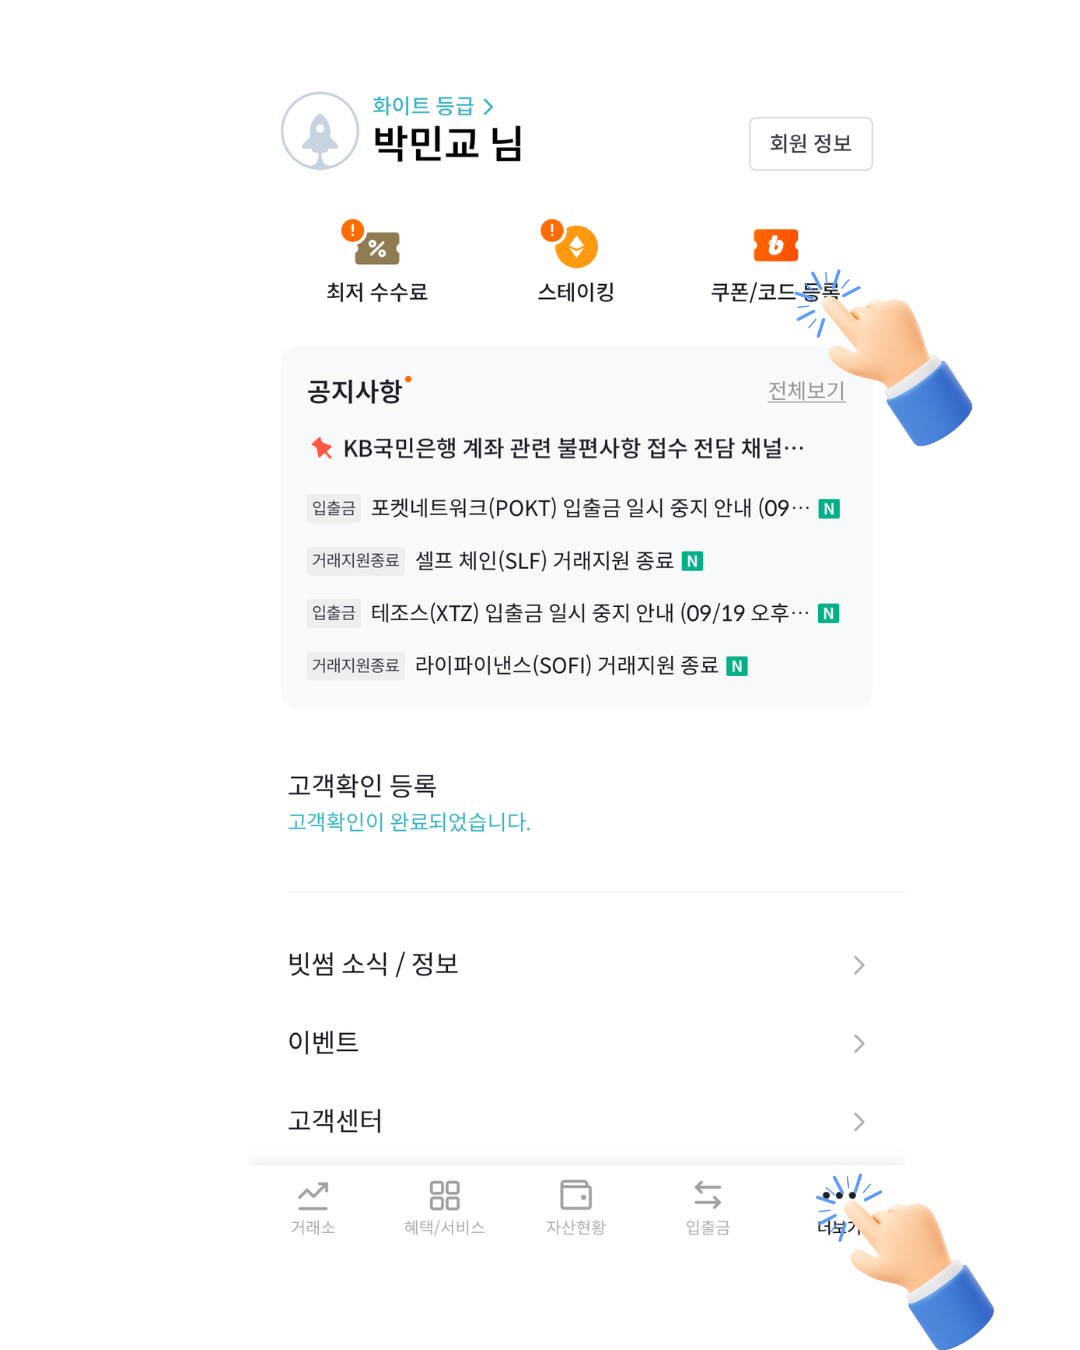 화이트 등급
박민교 님
회원 정보
최저 수수료
스테이킹
쿠폰/코드 등록
공지사항
전체보기
KB국민은행 계좌 관련 불편사항 접수 전담 채널…
입출금 포켓네트워크(POKT) 입출금 일시 중지 안내 (09… N
거래지원종료 셀프 체인(SLF) 거래지원 종료 N
입출금 테조스(XTZ) 입출금 일시 중지 안내 (09/19 오후… N
거래지원종료 라이파이낸스(SOFI) 거래지원 종료 N
고객확인 등록
고객확인이 완료되었습니다.
빗썸 소식 / 정보
이벤트
고객센터
거래소
혜택/서비스
자산현황
입출금
더보기